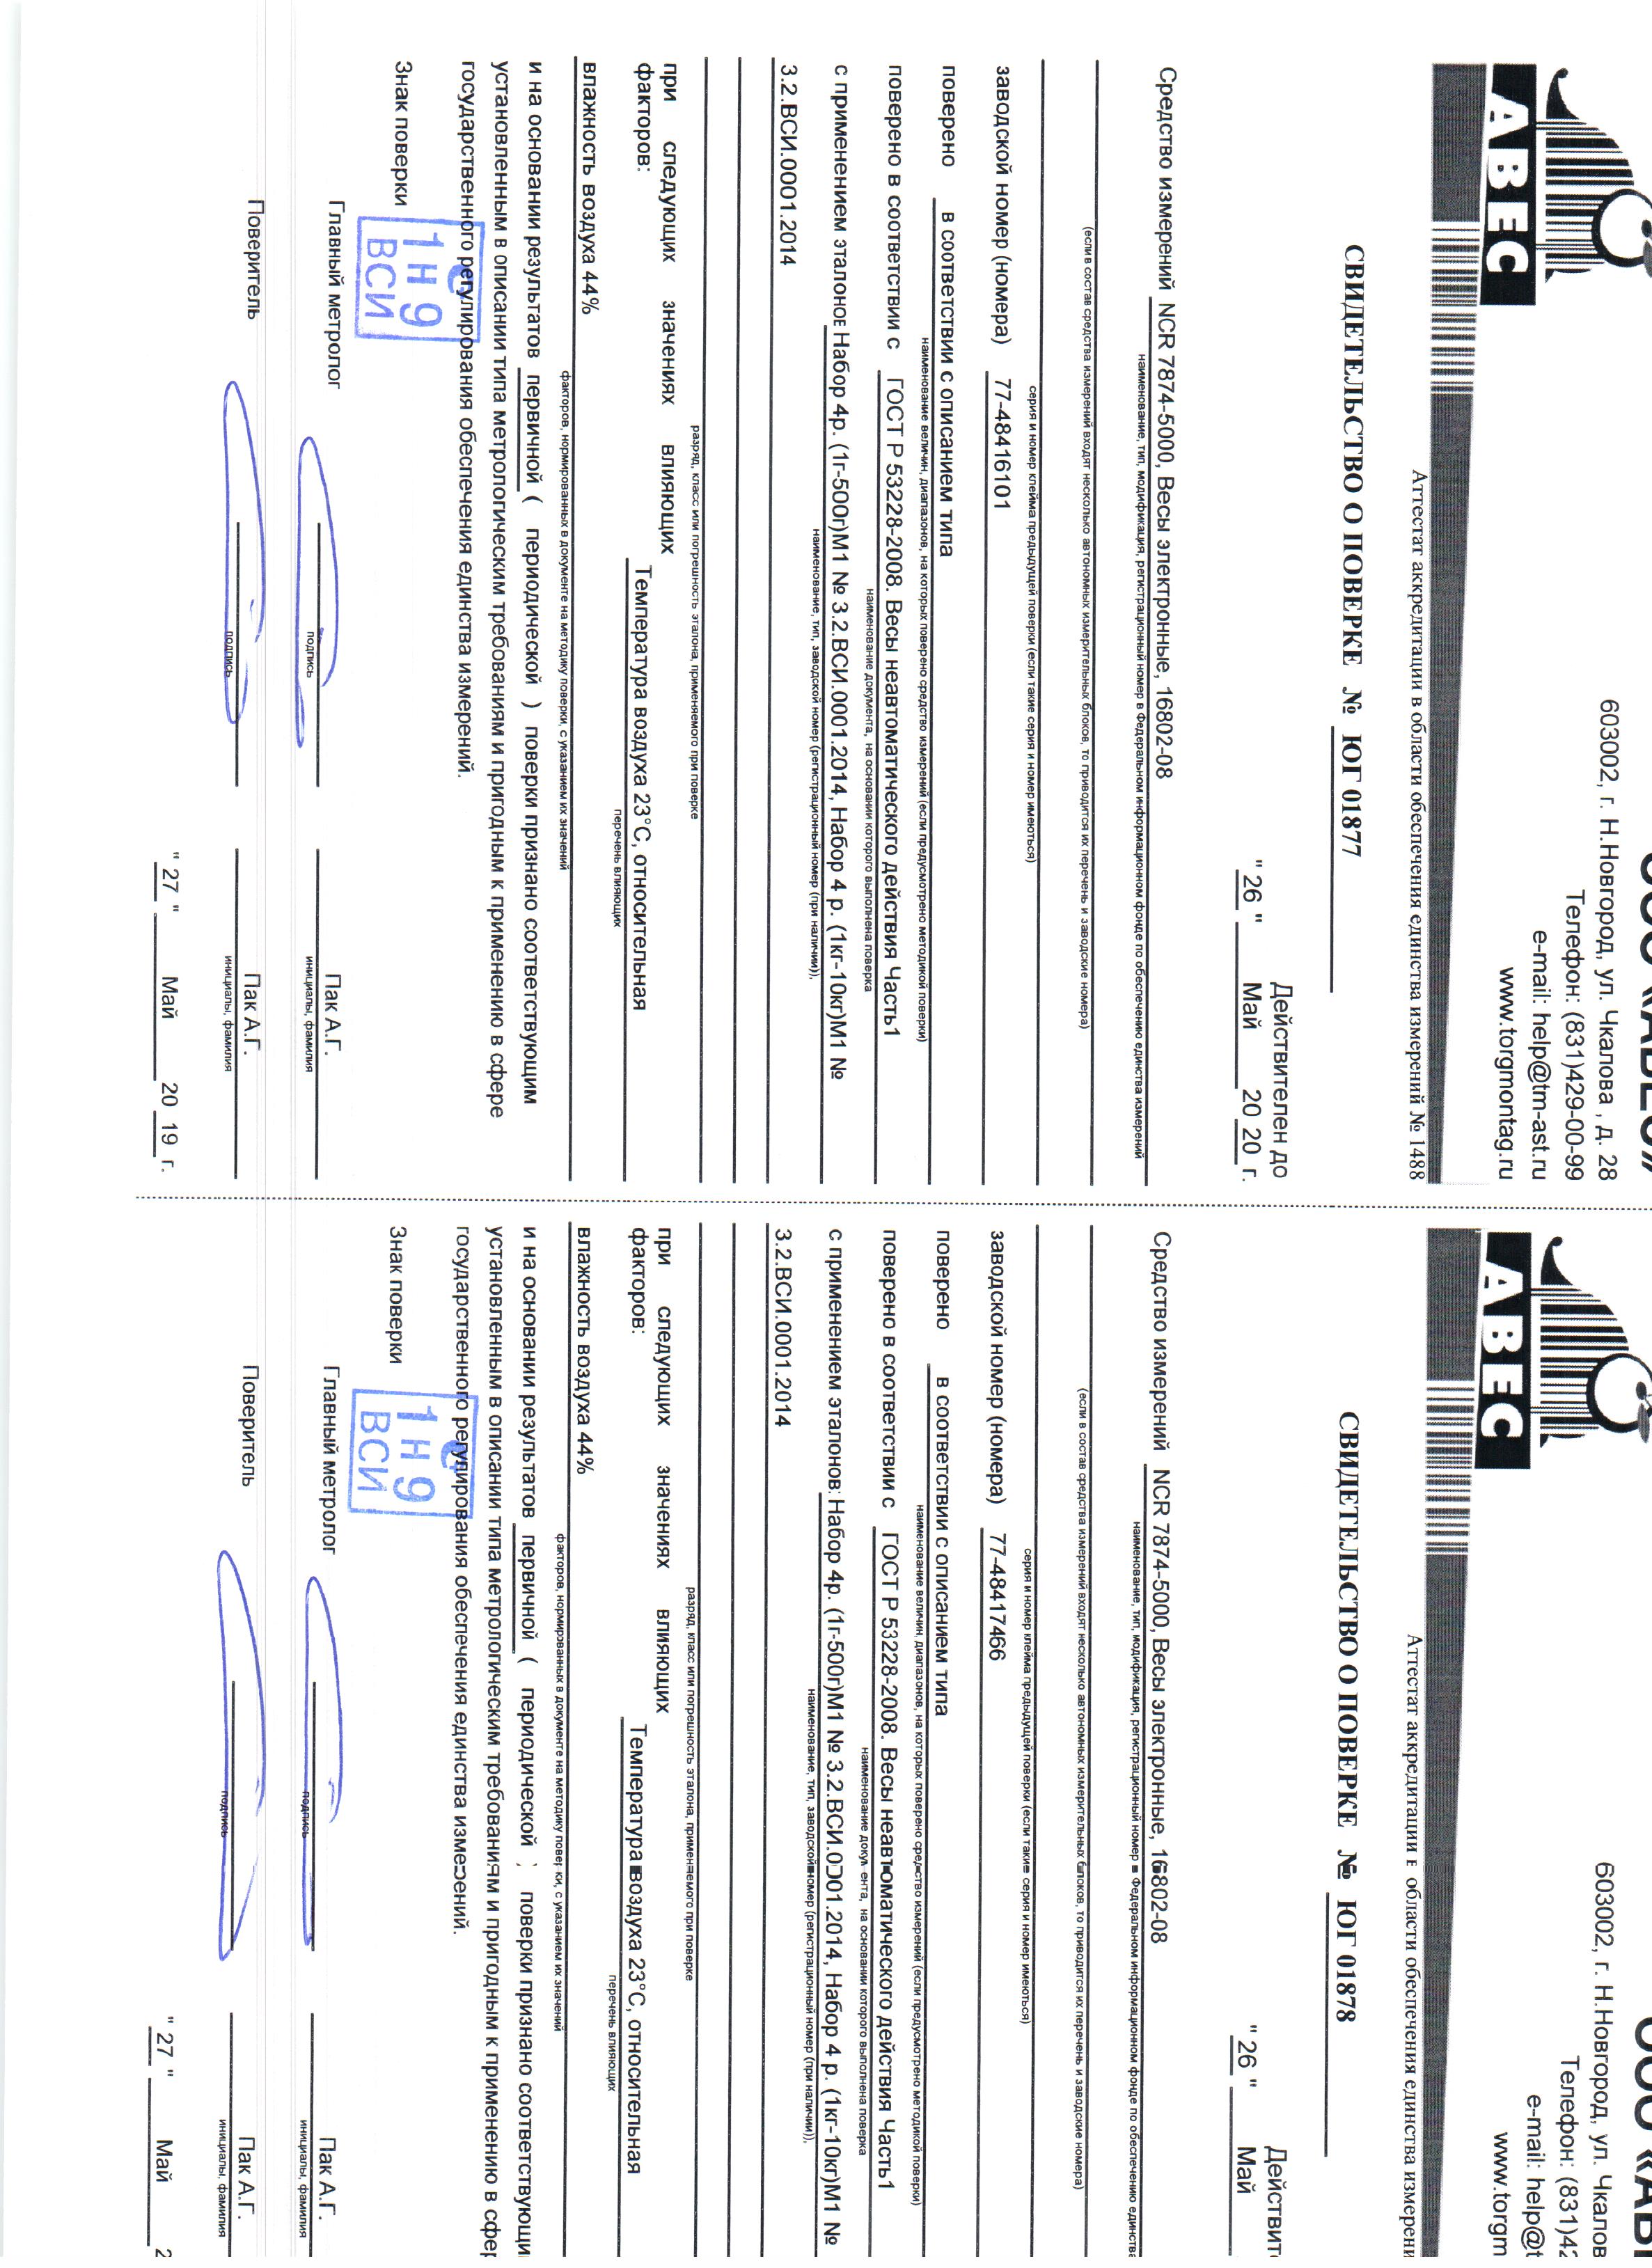 ООО «АВЕС»
АВЕС
603002, г. Н.Новгород, ул. Чкалова , д. 28
Телефон: (831)429-00-99
e-mail: help@tm-ast.ru
www.torgmontag.ru
Аттестат аккредитации в области обеспечения единства измерений № 1488
СВИДЕТЕЛЬСТВО О ПОВЕРКЕ № ЮГ 01877
Действителен до
" 26 " Май 20 20 г.
Средство измерений NCR 7874-5000, Весы электронные, 16802-08
наименование, тип, модификация, регистрационный номер в Федеральном информационном фонде по обеспечению единства измерений
(если в состав средства измерений входят несколько автономных измерительных блоков, то приводится их перечень и заводские номера)
серия и номер клейма предыдущей поверки (если такие серия и номер имеються)
заводской номер (номера) 77-48416101
поверено в соответствии с описанием типа
наименование величин, диапазонов, на которых поверено средство измерений (если предусмотрено методикой поверки)
поверено в соответствии с ГОСТ Р 53228-2008. Весы неавтоматического действия Часть1
наименование документа, на основании которого выполнена поверка
с применением эталонов Набор 4р. (1г-500г)М1 № 3.2.ВСИ.0001.2014, Набор 4 р. (1кг-10кг)М1 №
наименование, тип, заводской номер (регистрационный номер (при наличии)),
3.2.ВСИ.0001.2014
разряд, класс или погрешность эталона, применяемого при поверке
при следующих значениях влияющих
факторов: Температура воздуха 23°С, относительная
перечень влияющих
влажность воздуха 44%
факторов, нормированных в документе на методику поверки, с указанием их значений
и на основании результатов первичной ( периодической ) поверки признано соответствующим
установленным в описании типа метрологическим требованиям и пригодным к применению в сфере
государственного регулирования обеспечения единства измерений.
Знак поверки
1 Н 9
ВСИ
Главный метролог Пак А.Г.
подпись инициалы, фамилия
Поверитель Пак А.Г.
подпись инициалы, фамилия
" 27 " Май 20 19 г.
ООО «АВЕ
АВЕС
603002, г. Н.Новгород, ул. Чкалов
Телефон: (831)42
e-mail: help@t
www.torgm
Аттестат аккредитации в области обеспечения единства измерени
СВИДЕТЕЛЬСТВО О ПОВЕРКЕ № ЮГ 01878
Действите
" 26 " Май
Средство измерений NCR 7874-5000, Весы электронные, 16802-08
наименование, тип, модификация, регистрационный номер в Федеральном информационном фонде по обеспечению единства
(если в состав средства измерений входят несколько автономных измерительных блоков, то приводится их перечень и заводские номера)
серия и номер клейма предыдущей поверки (если такие серия и номер имеються)
заводской номер (номера) 77-48417466
поверено в соответствии с описанием типа
наименование величин, диапазонов, на которых поверено средство измерений (если предусмотрено методикой поверки)
поверено в соответствии с ГОСТ Р 53228-2008. Весы неавтоматического действия Часть1
наименование документа, на основании которого выполнена поверка
с применением эталонов: Набор 4р. (1г-500г)М1 № 3.2.ВСИ.0001.2014, Набор 4 р. (1кг-10кг)М1 №
наименование, тип, заводской номер (регистрационный номер (при наличии)),
3.2.ВСИ.0001.2014
разряд, класс или погрешность эталона, применяемого при поверке
при следующих значениях влияющих
факторов: Температура воздуха 23°С, относительная
перечень влияющих
влажность воздуха 44%
факторов, нормированных в документе на методику поверки, с указанием их значений
и на основании результатов первичной ( периодической ) поверки признано соответствующи
установленным в описании типа метрологическим требованиям и пригодным к применению в сфер
государственного регулирования обеспечения единства измерений.
Знак поверки
1 Н 9
ВСИ
Главный метролог Пак А.Г.
подпись инициалы, фамилия
Поверитель Пак А.Г.
подпись инициалы, фамилия
" 27 " Май 2